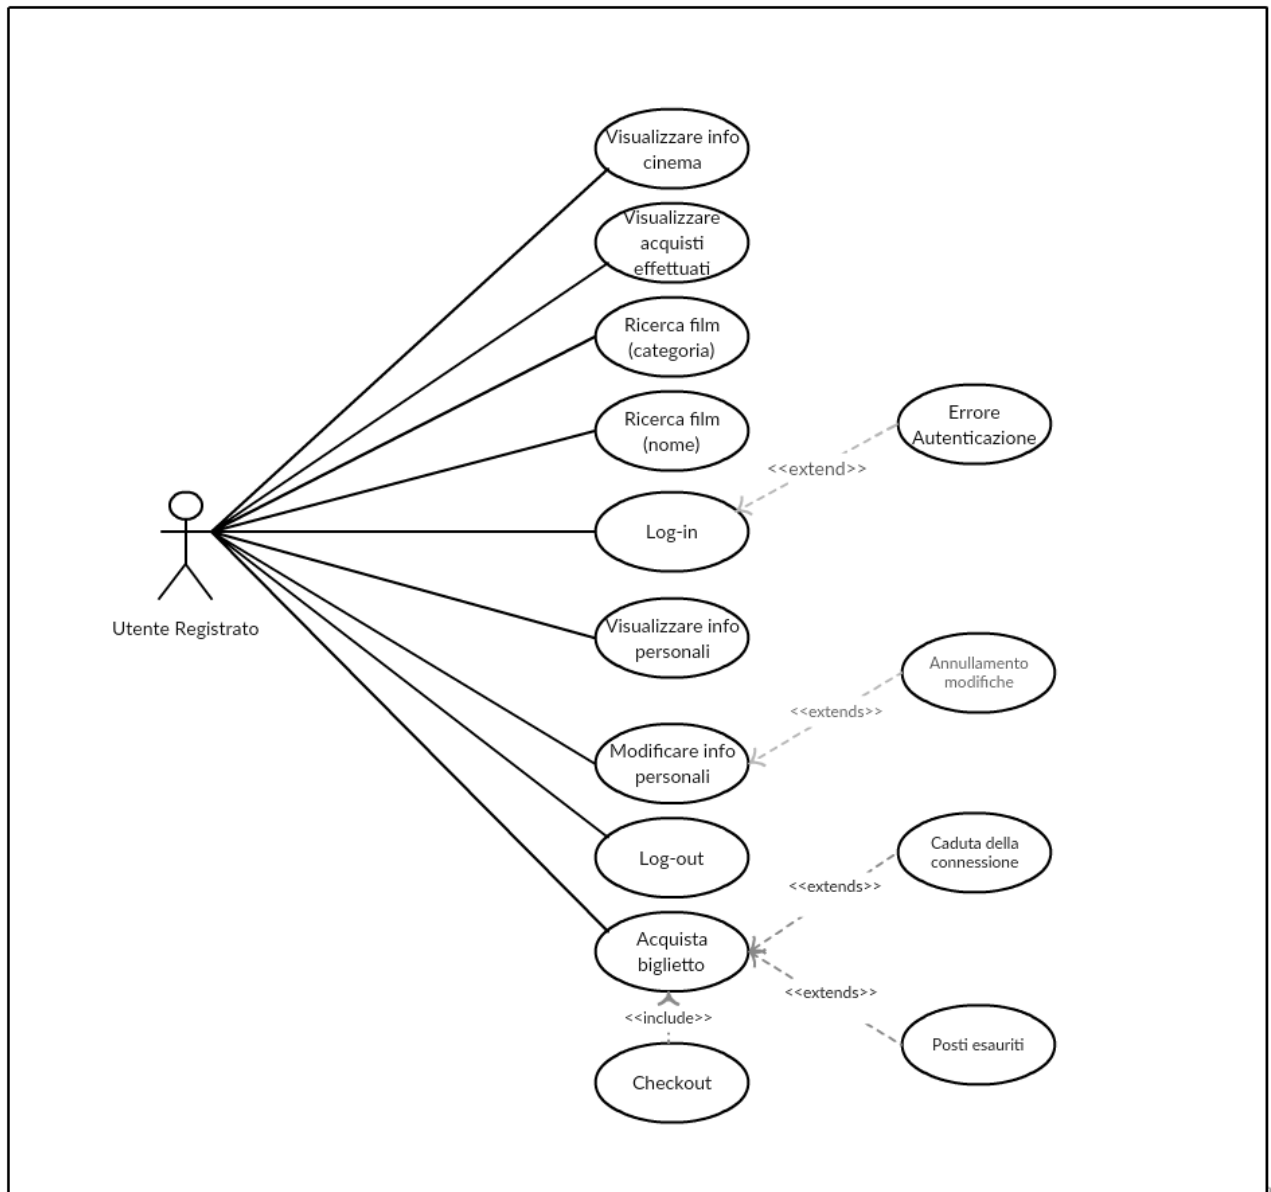 Visualizzare info
cinema
Visualizzare
acquisti
effettuati
Ricerca film
(categoria)
Ricerca film
(nome)
Errore
Autenticazione
<<extend>>
Log-in
Utente Registrato
Visualizzare info
personali
Annullamento
modifiche
<<extends>>
Modificare info
personali
Caduta della
connessione
<<extends>>
Log-out
Acquista
biglietto
<<extends>>
<<include>>
Posti esauriti
Checkout